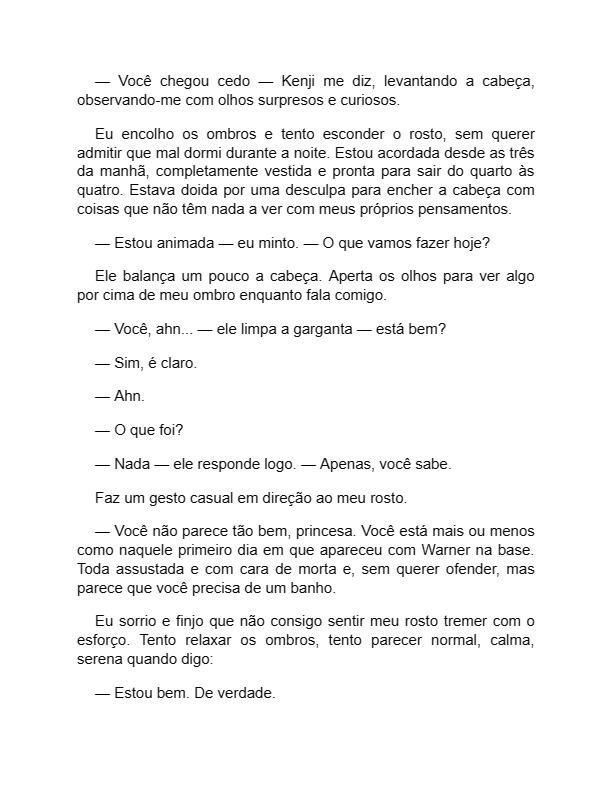 — Você chegou cedo — Kenji me diz, levantando a cabeça,
observando-me com olhos surpresos e curiosos.
Eu encolho os ombros e tento esconder o rosto, sem querer
admitir que mal dormi durante a noite. Estou acordada desde as três
da manhã, completamente vestida e pronta para sair do quarto às
quatro. Estava doida por uma desculpa para encher a cabeça com
coisas que não têm nada a ver com meus próprios pensamentos.
— Estou animada — eu minto. — O que vamos fazer hoje?
Ele balança um pouco a cabeça. Aperta os olhos para ver algo
por cima de meu ombro enquanto fala comigo.
— Você, ahn... — ele limpa a garganta — está bem?
— Sim, é claro.
— Ahn.
— O que foi?
— Nada — ele responde logo. — Apenas, você sabe.
Faz um gesto casual em direção ao meu rosto.
— Você não parece tão bem, princesa. Você está mais ou menos
como naquele primeiro dia em que apareceu com Warner na base.
Toda assustada e com cara de morta e, sem querer ofender, mas
parece que você precisa de um banho.
Eu sorrio e finjo que não consigo sentir meu rosto tremer com o
esforço. Tento relaxar os ombros, tento parecer normal, calma,
serena quando digo:
— Estou bem. De verdade.